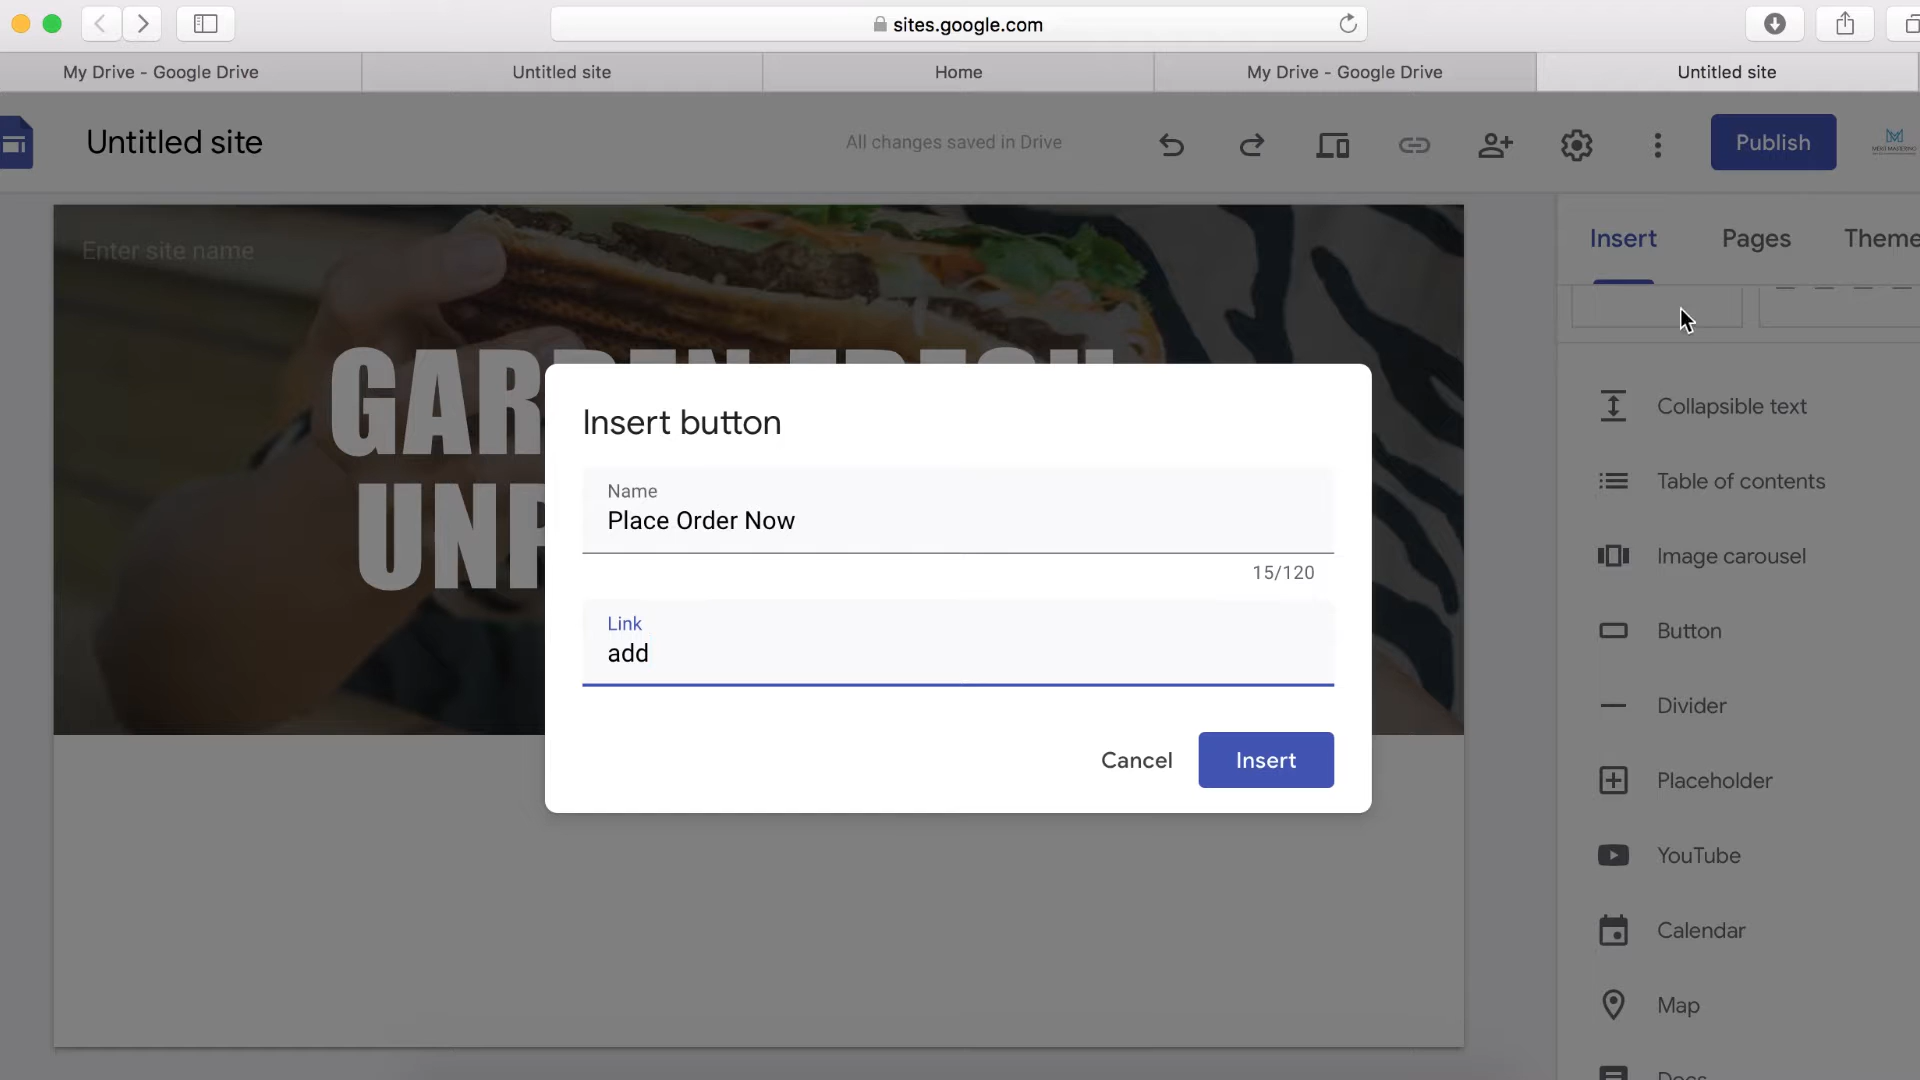 sites.google.com
My Drive - Google Drive
Untitled site
Home
My Drive - Google Drive
Untitled site
Untitled site
All changes saved in Drive
Publish
Enter site name
Insert
Pages
Theme
Insert button
Name
Place Order Now
15/120
Link
add
Cancel
Insert
Collapsible text
Table of contents
Image carousel
Button
Divider
Placeholder
YouTube
Calendar
Map